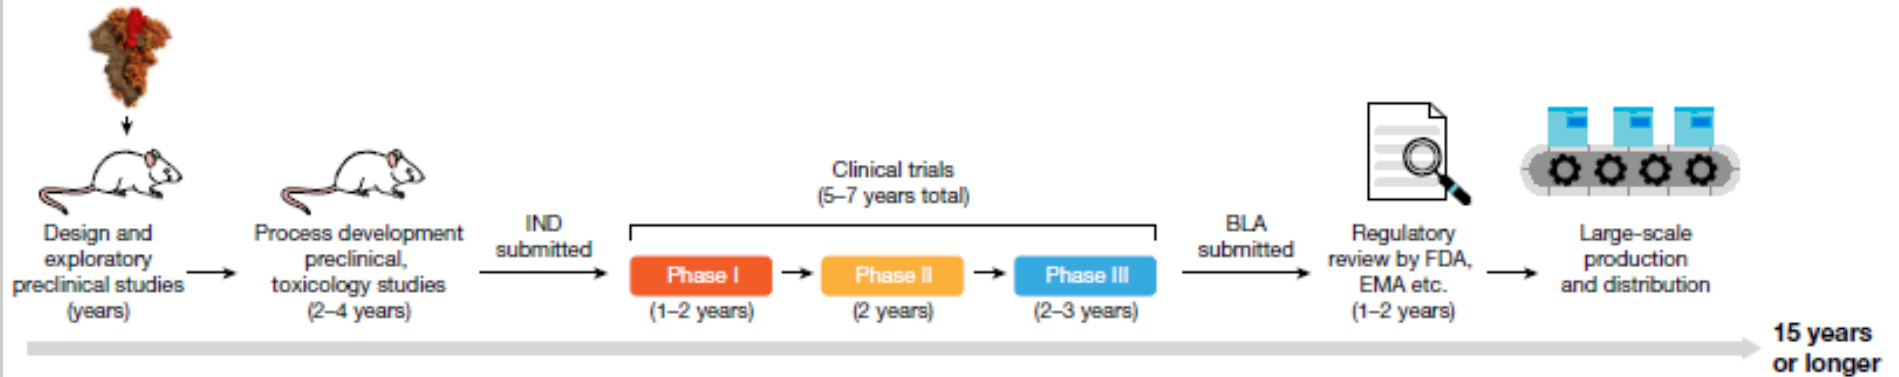 Design and
exploratory
preclinical studies
(years)
Process development
preclinical,
toxicology studies
(2–4 years)
IND
submitted
Clinical trials
(5–7 years total)
Phase I
(1–2 years)
Phase II
(2 years)
Phase III
(2–3 years)
BLA
submitted
Regulatory
review by FDA,
EMA etc.
(1–2 years)
Large-scale
production
and distribution
15 years
or longer